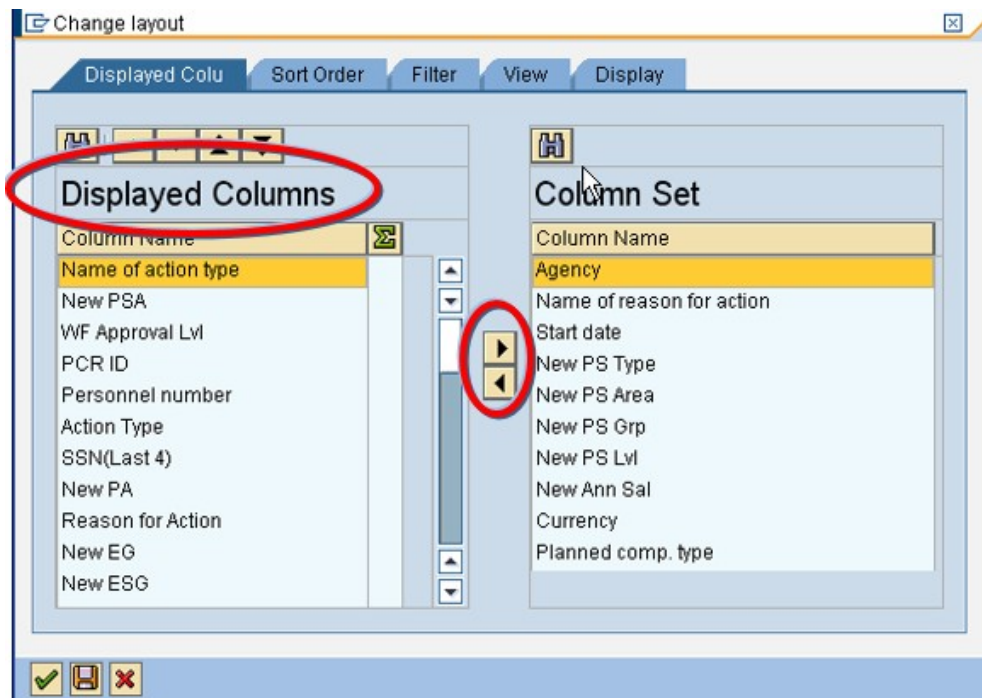 Change layout
Displayed Colu Sort Order Filter View Display
Displayed Columns
Column Name
Name of action type
New PSA
WF Approval Lvl
PCR ID
Personnel number
Action Type
SSN(Last 4)
New PA
Reason for Action
New EG
New ESG
Column Set
Column Name
Agency
Name of reason for action
Start date
New PS Type
New PS Area
New PS Grp
New PS Lvl
New Ann Sal
Currency
Planned comp. type